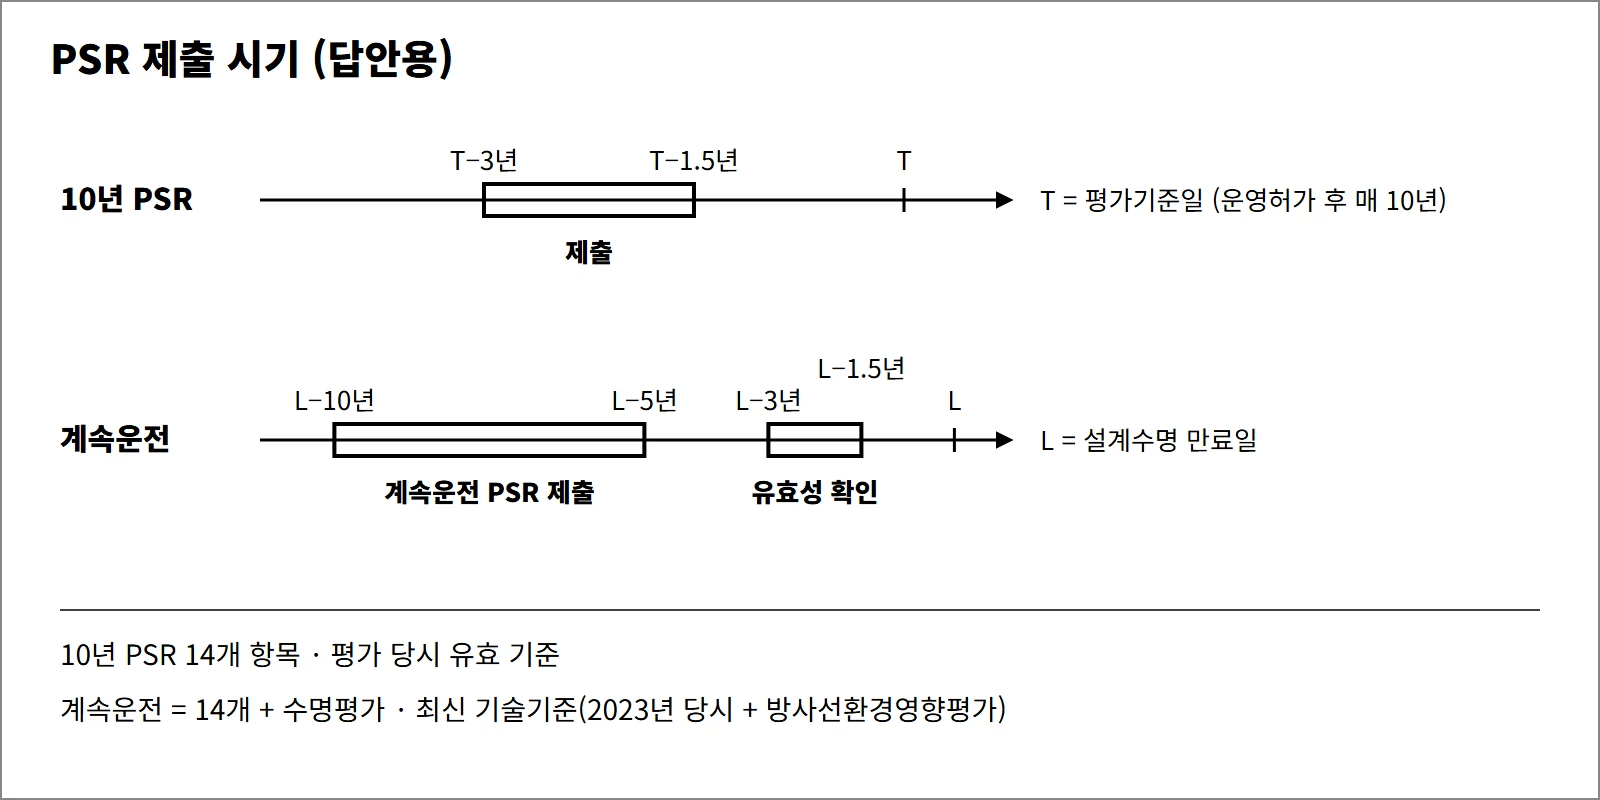 PSR 제출 시기 (답안용)
T−3년 T−1.5년 T
10년 PSR
T = 평가기준일 (운영허가 후 매 10년)
제출
L−1.5년
L−10년 L−5년 L−3년 L
계속운전
L = 설계수명 만료일
계속운전 PSR 제출 유효성 확인
10년 PSR 14개 항목 · 평가 당시 유효 기준
계속운전 = 14개 + 수명평가 · 최신 기술기준(2023년 당시 + 방사선환경영향평가)